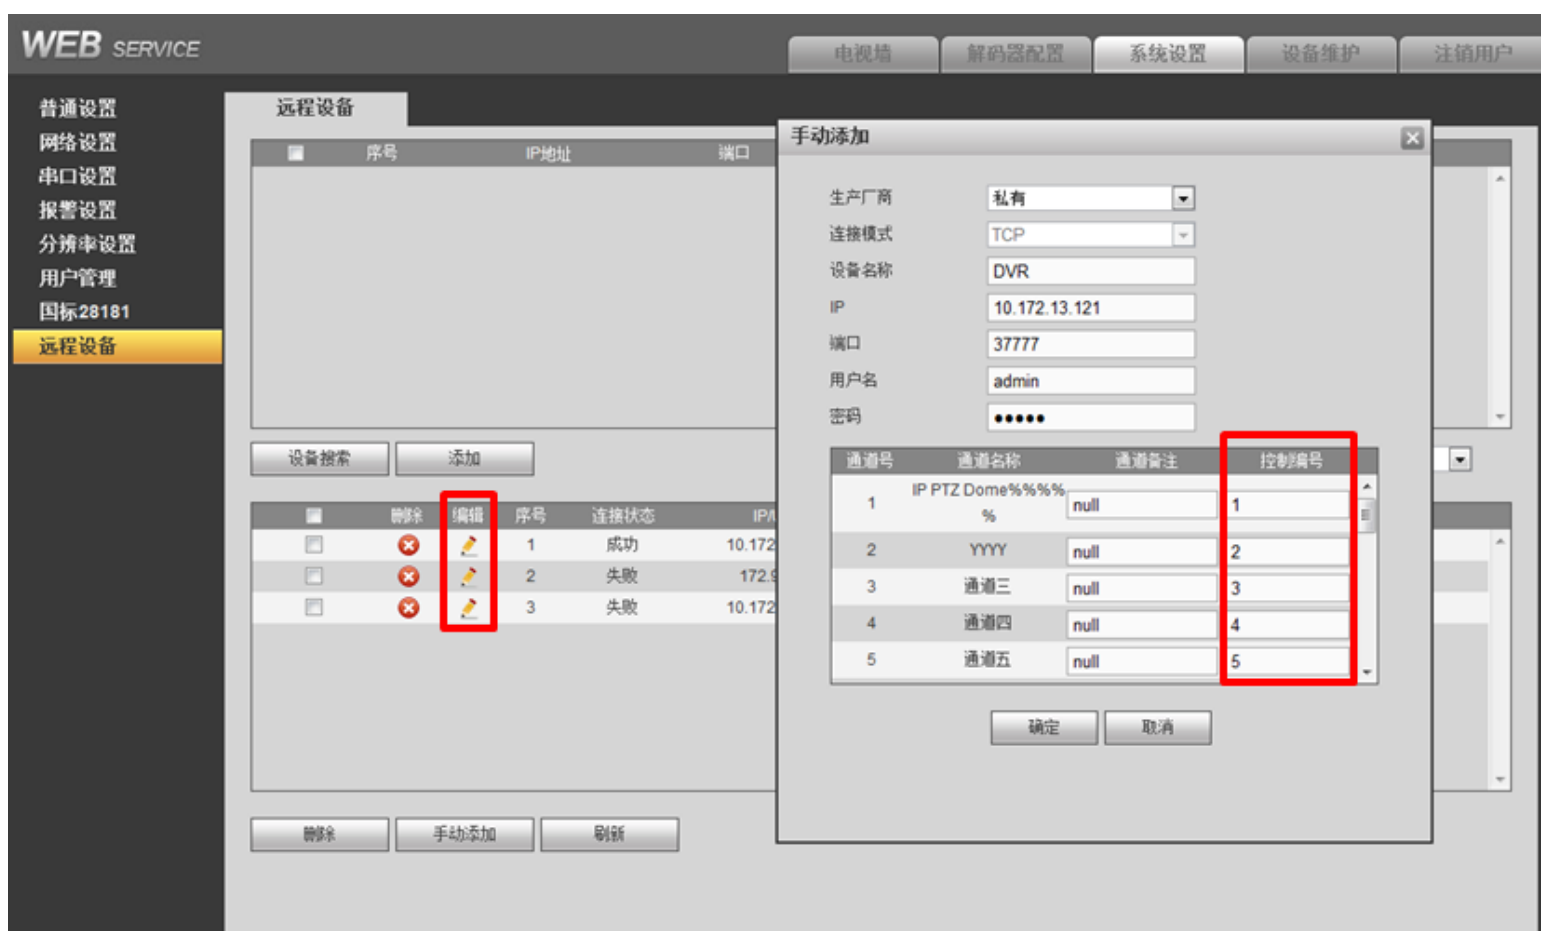 WEB SERVICE
电视墙 解码器配置 系统设置 设备维护 注销用户
普通设置
网络设置
串口设置
报警设置
分辨率设置
用户管理
国标28181
远程设备
远程设备
序号 IP地址 端口
设备搜索 添加
删除 编辑 序号 连接状态
1 成功 10.172
2 失败
3 失败 10.172
删除 手动添加 刷新
手动添加
生产厂商 私有
连接模式 TCP
设备名称 DVR
IP 10.172.13.121
端口 37777
用户名 admin
密码 ●●●●●
通道号 通道名称 通道备注 控制编号
1 IP PTZ Dome%%%% null 1
%
2 YYYY null 2
3 通道三 null 3
4 通道四 null 4
5 通道五 null 5
确定 取消